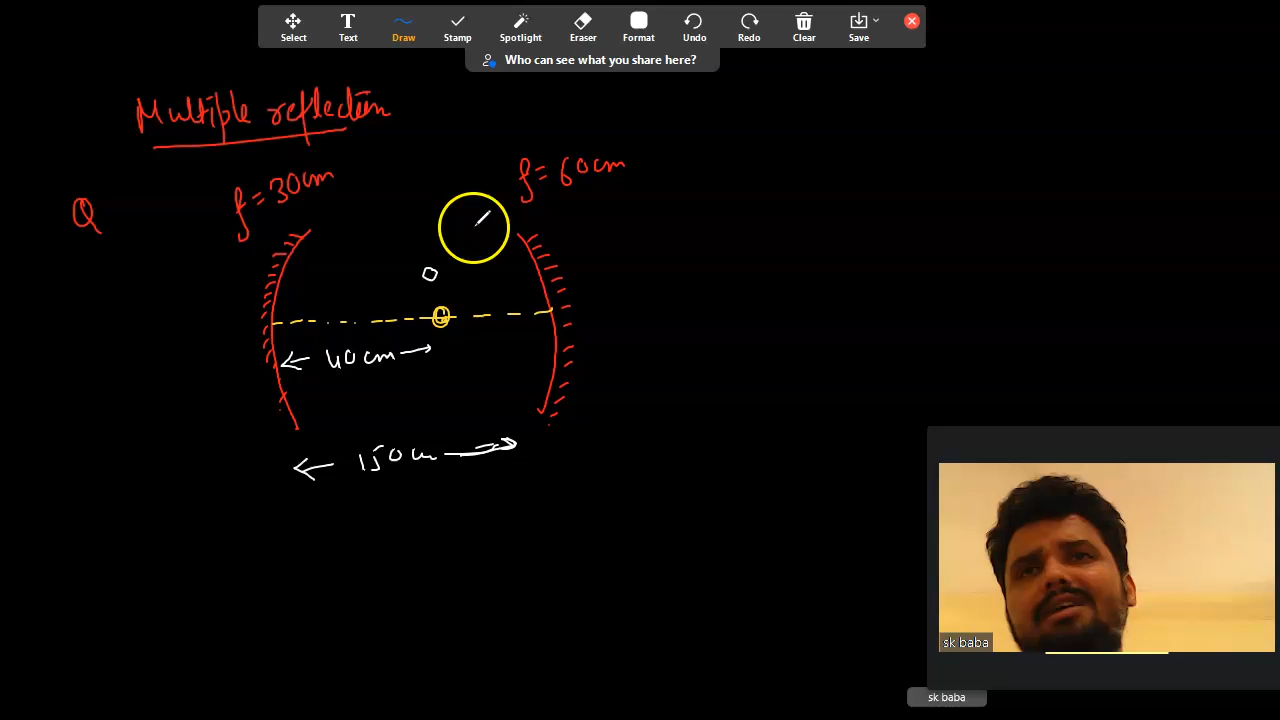 Select Text Draw Stamp Spotlight Eraser Format Undo Redo Clear Save
Who can see what you share here?
Multiple reflection
Q
f = 30cm
f = 60cm
O
40cm
150cm
sk baba
sk baba